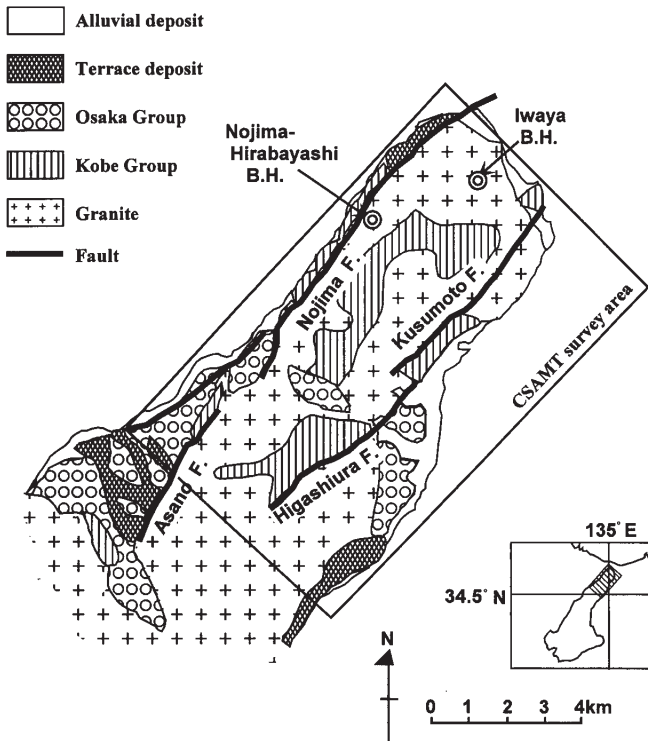 Alluvial deposit
Terrace deposit
Osaka Group
Kobe Group
Granite
Fault
Nojima-
Hirabayashi
B.H.
Iwaya
B.H.
Nojima F.
Kusumoto F.
CSAMT survey area
Asano F.
Higashiura F.
135° E
34.5° N
N
0 1 2 3 4km